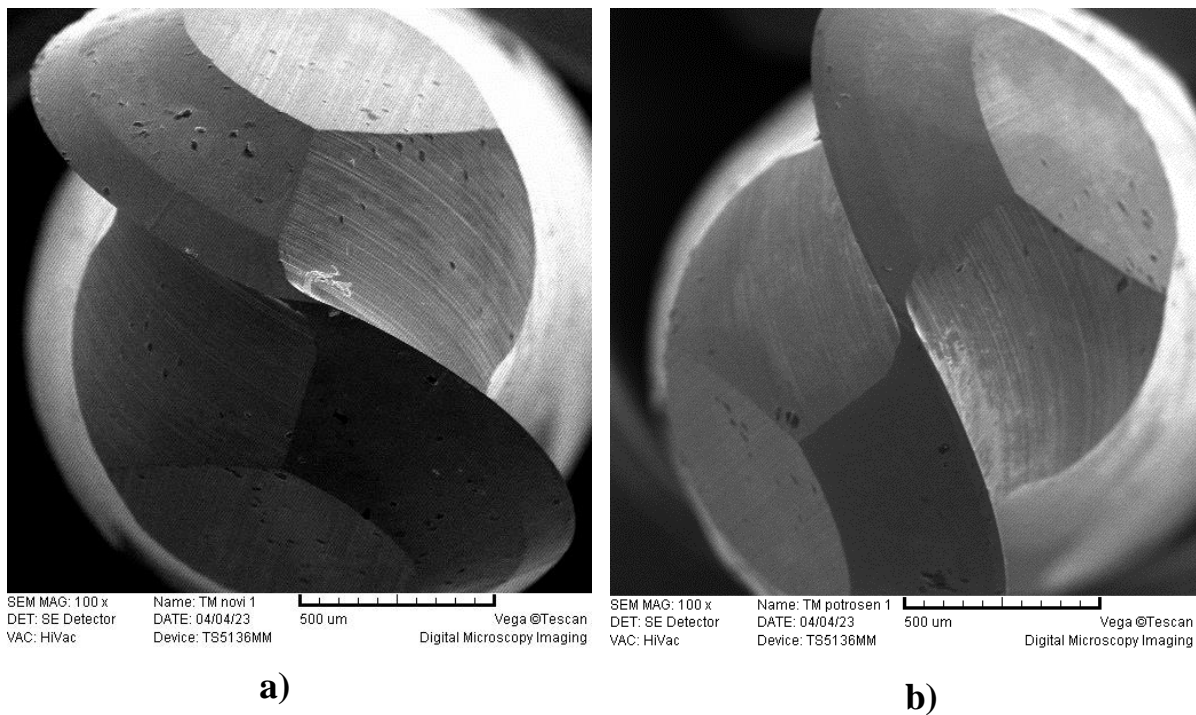 SEM MAG: 100 x Name: TM novi 1
DET: SE Detector DATE: 04/04/23 500 um Vega ©Tescan
VAC: HiVac Device: TS5136MM Digital Microscopy Imaging
a)
SEM MAG: 100 x Name: TM potrosen 1
DET: SE Detector DATE: 04/04/23 500 um Vega ©Tescan
VAC: HiVac Device: TS5136MM Digital Microscopy Imaging
b)